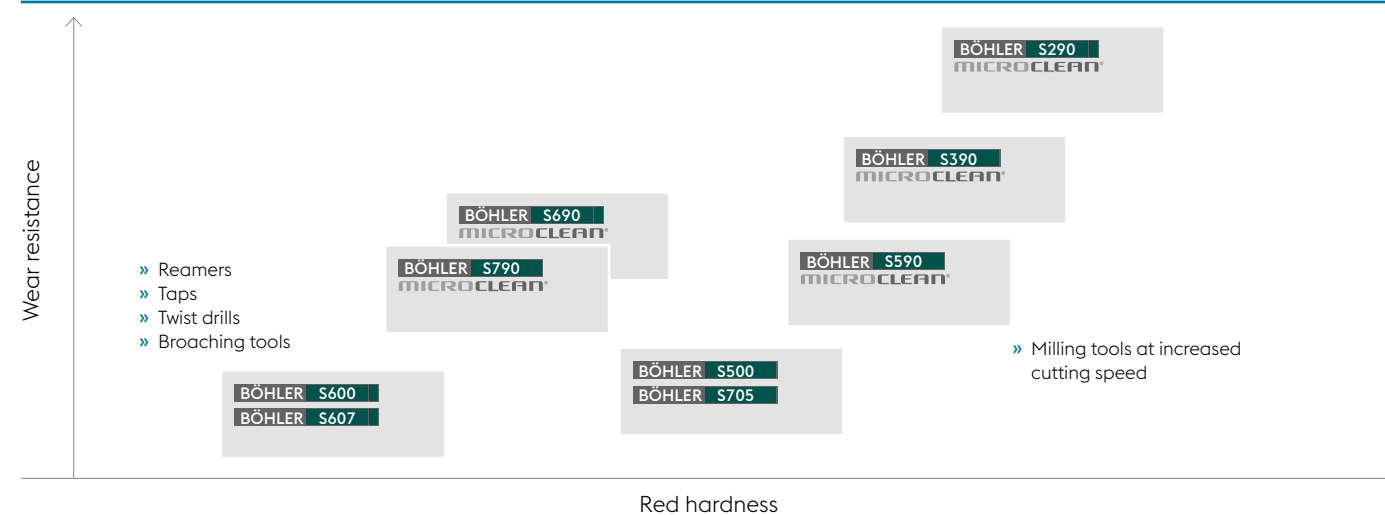 Wear resistance
BÖHLER S290
MICROCLEAN®
BÖHLER S390
MICROCLEAN®
BÖHLER S690
MICROCLEAN®
BÖHLER S790
MICROCLEAN®
BÖHLER S590
MICROCLEAN®
» Reamers
» Taps
» Twist drills
» Broaching tools
» Milling tools at increased
cutting speed
BÖHLER S500
BÖHLER S705
BÖHLER S600
BÖHLER S607
Red hardness